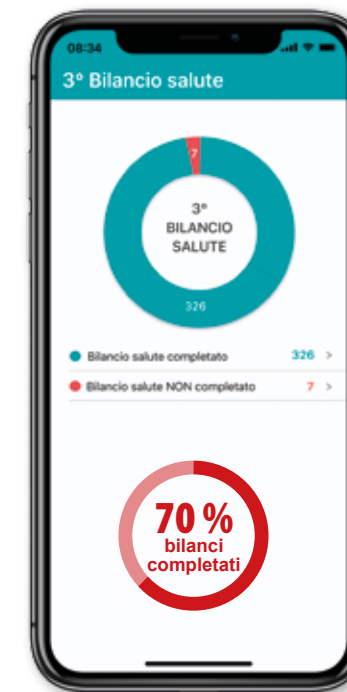 08:34
3° Bilancio salute
7
3°
BILANCIO
SALUTE
326
Bilancio salute completato 326 >
Bilancio salute NON completato 7 >
70 %
bilanci
completati